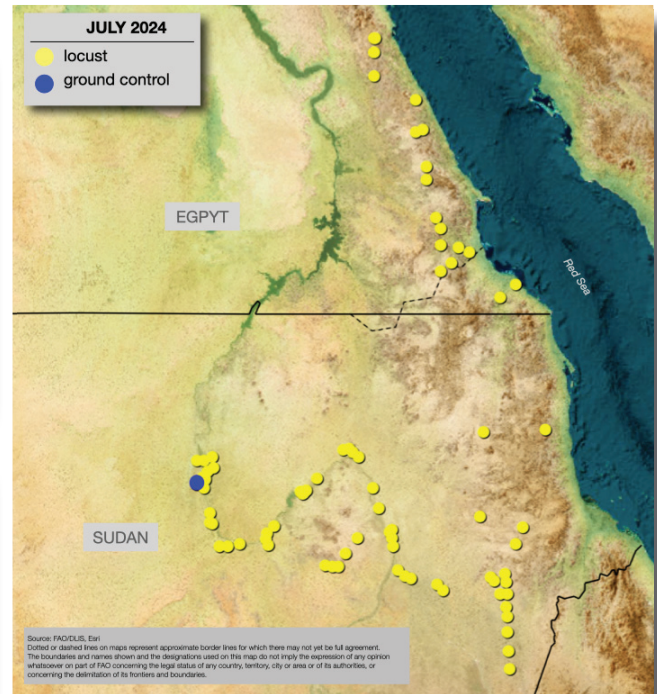 JULY 2024
locust
ground control
EGPYT
Red Sea
SUDAN
Source: FAO/DLIS, Esri
Dotted or dashed lines on maps represent approximate border lines for which there may not yet be full agreement.
The boundaries and names shown and the designations used on this map do not imply the expression of any opinion
whatsoever on part of FAO concerning the legal status of any country, territory, city or area or of its authorities, or
concerning the delimitation of its frontiers and boundaries.